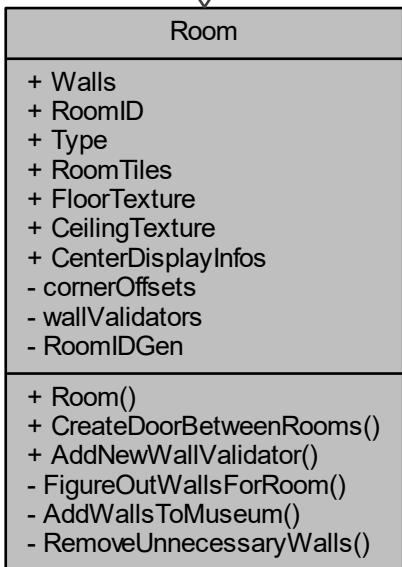 Room
+ Walls
+ RoomID
+ Type
+ RoomTiles
+ FloorTexture
+ CeilingTexture
+ CenterDisplayInfos
- cornerOffsets
- wallValidators
- RoomIDGen
+ Room()
+ CreateDoorBetweenRooms()
+ AddNewWallValidator()
- FigureOutWallsForRoom()
- AddWallsToMuseum()
- RemoveUnnecessaryWalls()